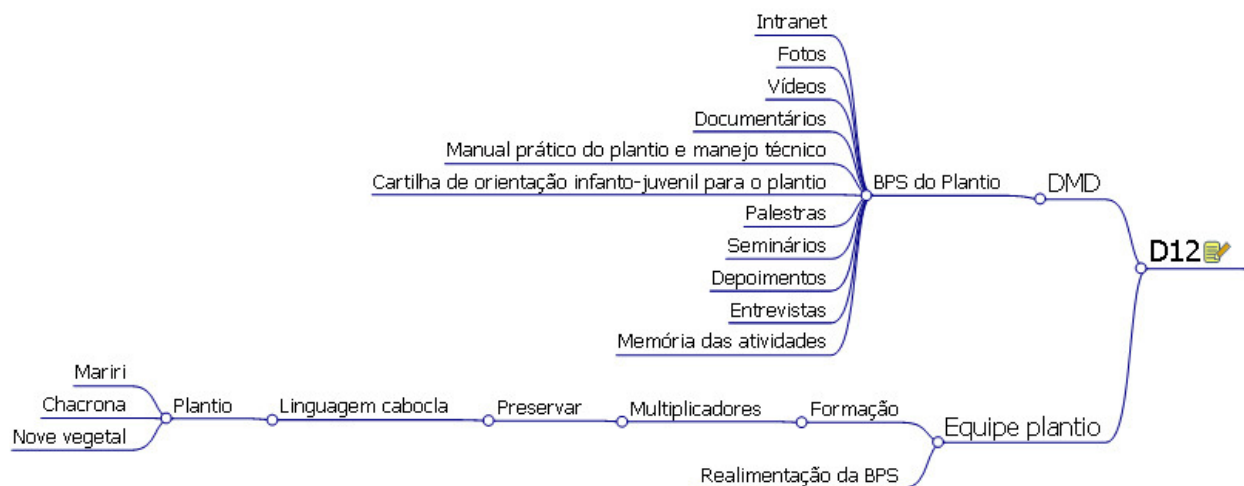 Intranet
Fotos
Vídeos
Documentários
Manual prático do plantio e manejo técnico
Cartilha de orientação infanto-juvenil para o plantio
BPS do Plantio
DMD
Palestras
Seminários
D12
Depoimentos
Entrevistas
Memória das atividades
Mariri
Chacrona
Plantio
Linguagem cabocla
Preservar
Multiplicadores
Formação
Nove vegetal
Equipe plantio
Realimentação da BPS